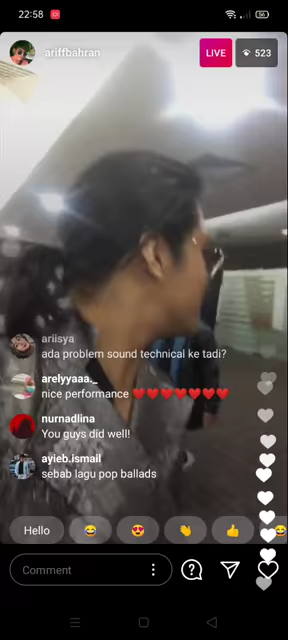 22:58
56
ariffbahran
LIVE
523
ariisya
ada problem sound technical ke tadi?
arelyyaaa._
nice performance ❤️❤️❤️❤️❤️❤️❤️
nurnadlina
You guys did well!
ayieb.ismail
sebab lagu pop ballads
Hello 😂 😍 👏 👍 😂
Comment